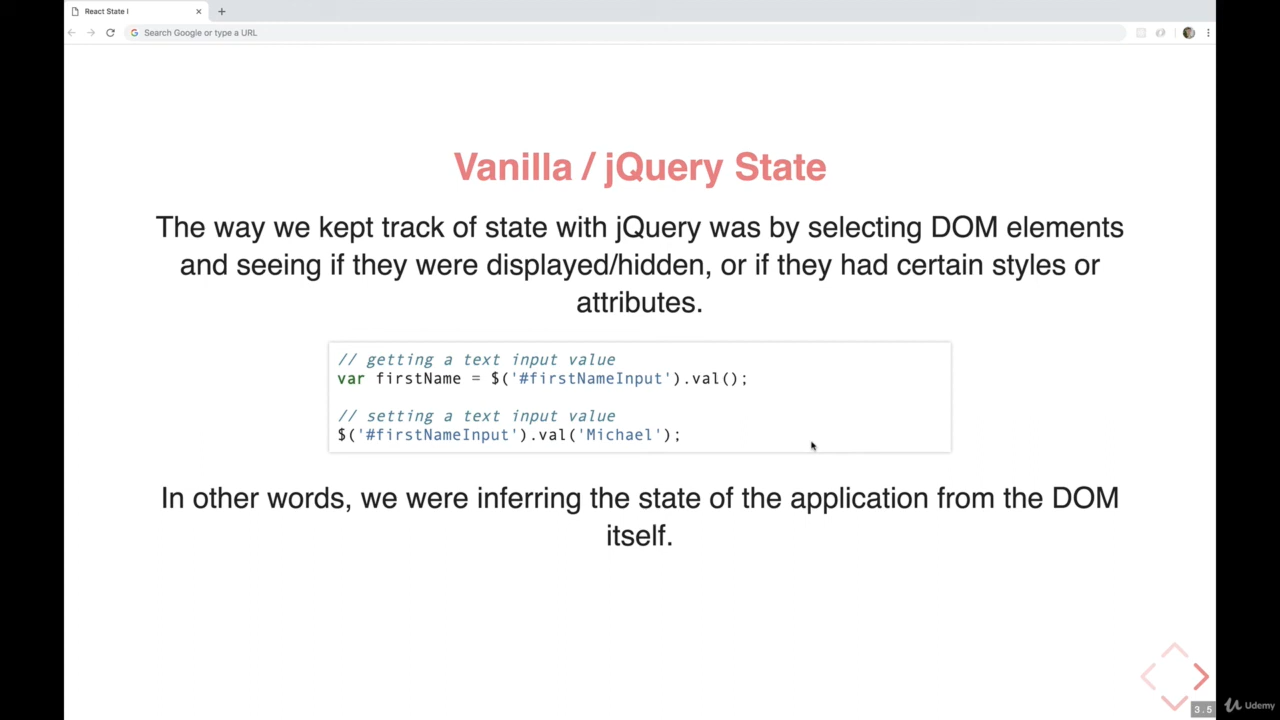 React State I
Search Google or type a URL
Vanilla / jQuery State
The way we kept track of state with jQuery was by selecting DOM elements
and seeing if they were displayed/hidden, or if they had certain styles or
attributes.
// getting a text input value
var firstName = $('#firstNameInput').val();
// setting a text input value
$('#firstNameInput').val('Michael');
In other words, we were inferring the state of the application from the DOM
itself.
3.5
Udemy